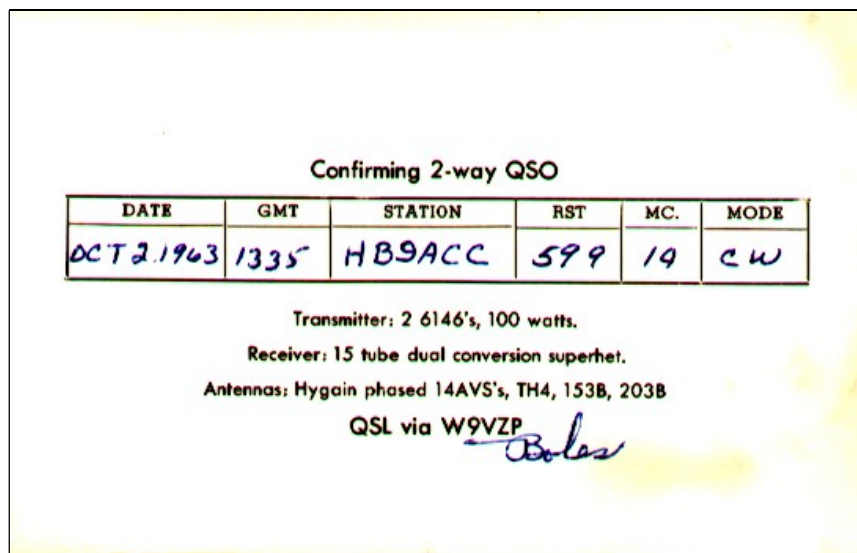 Confirming 2-way QSO
DATE GMT STATION RST MC. MODE
OCT 2.1963 1335 HB9ACC 599 14 CW
Transmitter: 2 6146's, 100 watts.
Receiver: 15 tube dual conversion superhet.
Antennas: Hygain phased 14AVS's, TH4, 153B, 203B
QSL via W9VZP
Boles